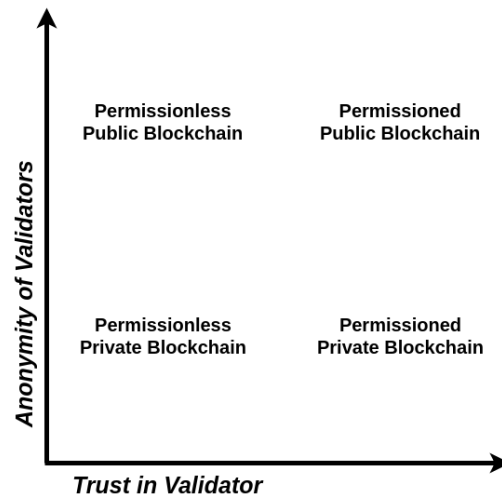 Permissionless
Public Blockchain
Permissioned
Public Blockchain
Anonymity of Validators
Permissionless
Private Blockchain
Permissioned
Private Blockchain
Trust in Validator